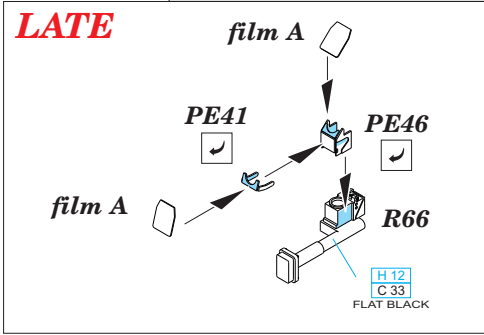 LATE
film A
PE41
PE46
film A
R66
H 12
C 33
FLAT BLACK